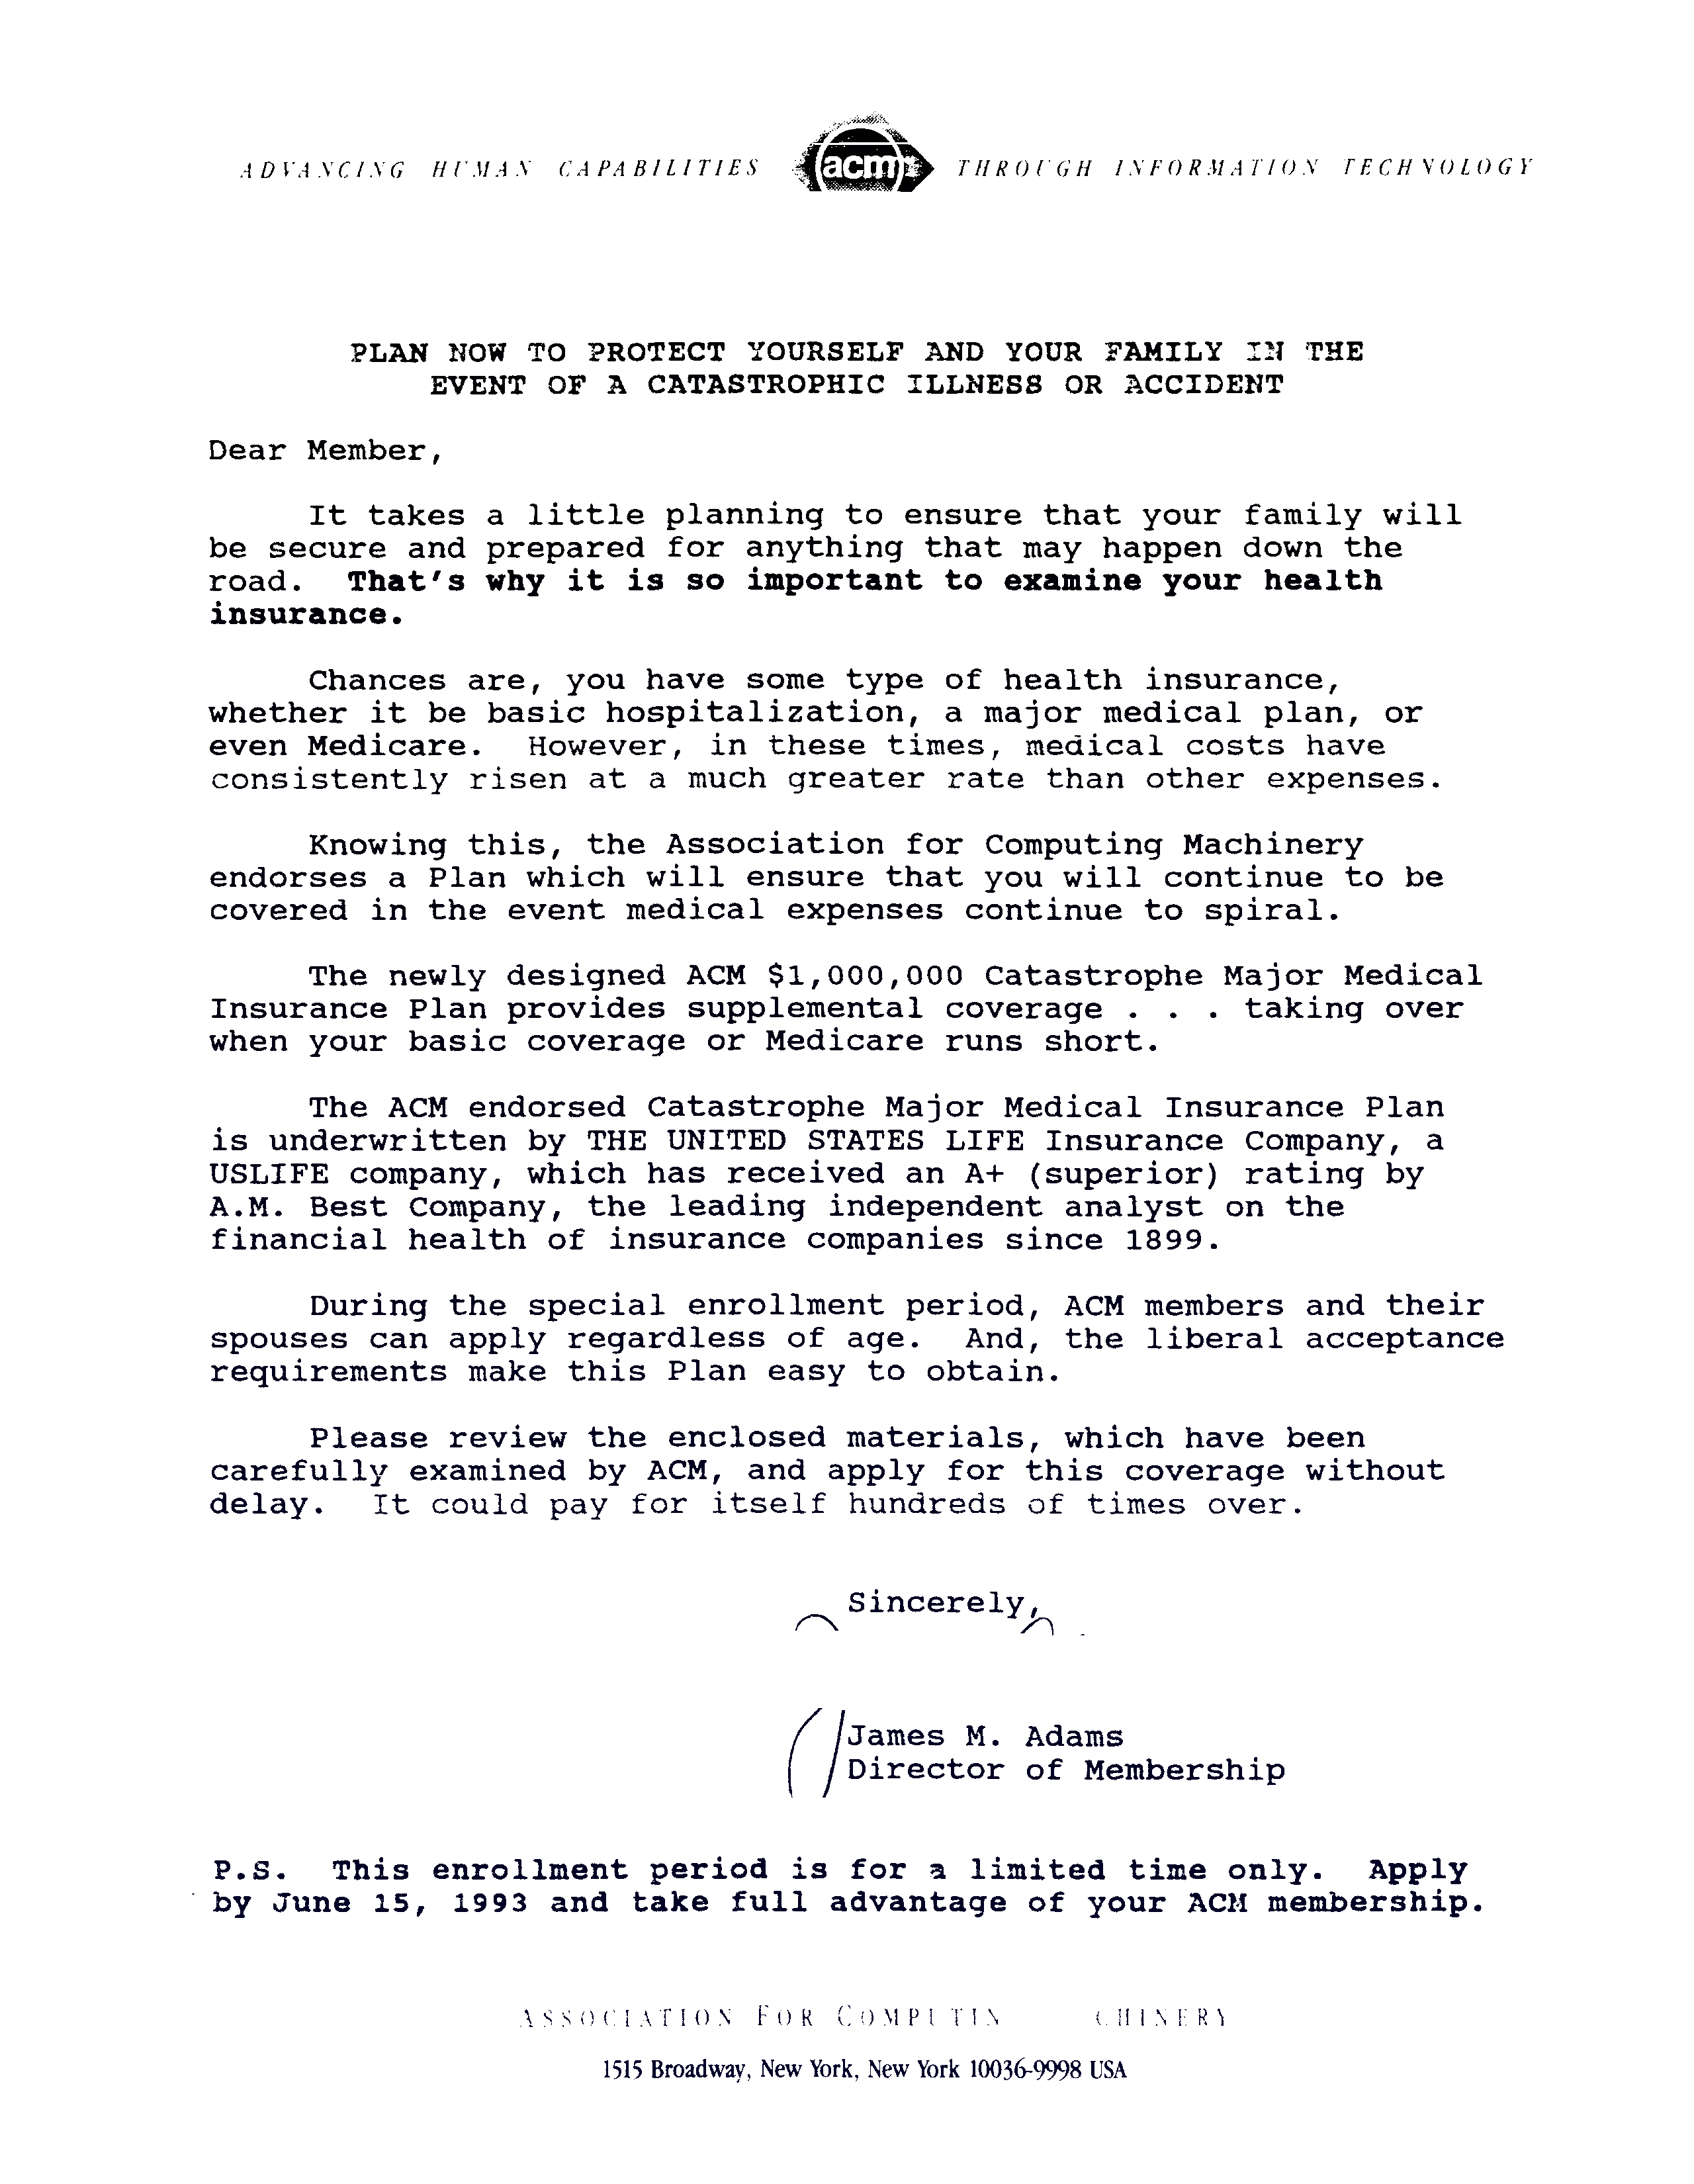 ADVANCING HUMAN CAPABILITIES acm THROUGH INFORMATION TECHNOLOGY
PLAN NOW TO PROTECT YOURSELF AND YOUR FAMILY IN THE
EVENT OF A CATASTROPHIC ILLNESS OR ACCIDENT
Dear Member,
It takes a little planning to ensure that your family will
be secure and prepared for anything that may happen down the
road. That's why it is so important to examine your health
insurance.
Chances are, you have some type of health insurance,
whether it be basic hospitalization, a major medical plan, or
even Medicare. However, in these times, medical costs have
consistently risen at a much greater rate than other expenses.
Knowing this, the Association for Computing Machinery
endorses a Plan which will ensure that you will continue to be
covered in the event medical expenses continue to spiral.
The newly designed ACM $1,000,000 Catastrophe Major Medical
Insurance Plan provides supplemental coverage . . . taking over
when your basic coverage or Medicare runs short.
The ACM endorsed Catastrophe Major Medical Insurance Plan
is underwritten by THE UNITED STATES LIFE Insurance Company, a
USLIFE company, which has received an A+ (superior) rating by
A.M. Best Company, the leading independent analyst on the
financial health of insurance companies since 1899.
During the special enrollment period, ACM members and their
spouses can apply regardless of age. And, the liberal acceptance
requirements make this Plan easy to obtain.
Please review the enclosed materials, which have been
carefully examined by ACM, and apply for this coverage without
delay. It could pay for itself hundreds of times over.
Sincerely,
James M. Adams
Director of Membership
P.S. This enrollment period is for a limited time only. Apply
by June 15, 1993 and take full advantage of your ACM membership.
ASSOCIATION FOR COMPUTIN CHINERY
1515 Broadway, New York, New York 10036-9998 USA